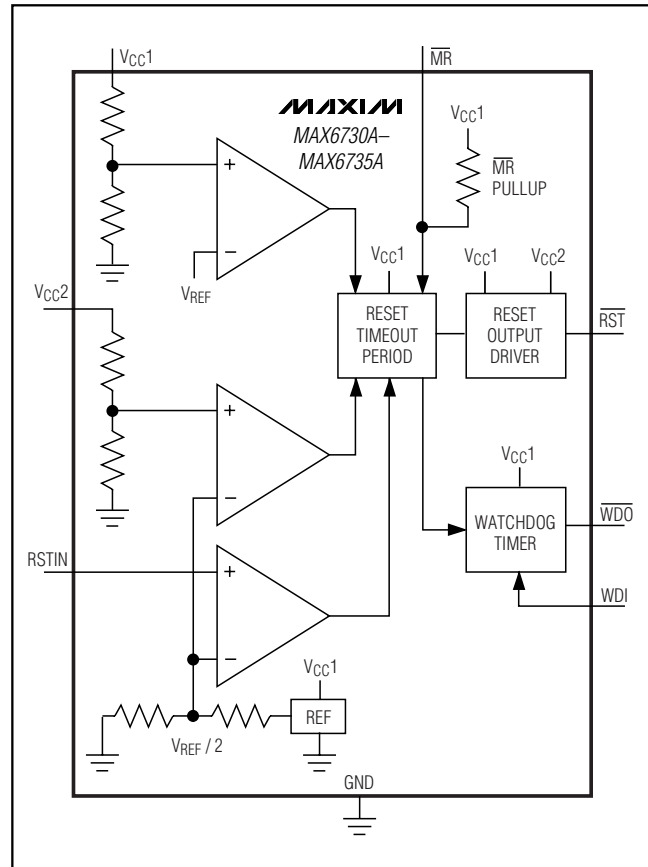 VCC1
MR
MAXIM
MAX6730A–
MAX6735A
VCC1
MR
PULLUP
+
−
VREF
VCC1
VCC1
VCC2
RESET
TIMEOUT
PERIOD
RESET
OUTPUT
DRIVER
RST
VCC2
+
−
VCC1
WATCHDOG
TIMER
WDO
WDI
RSTIN
+
−
VCC1
REF
VREF / 2
GND